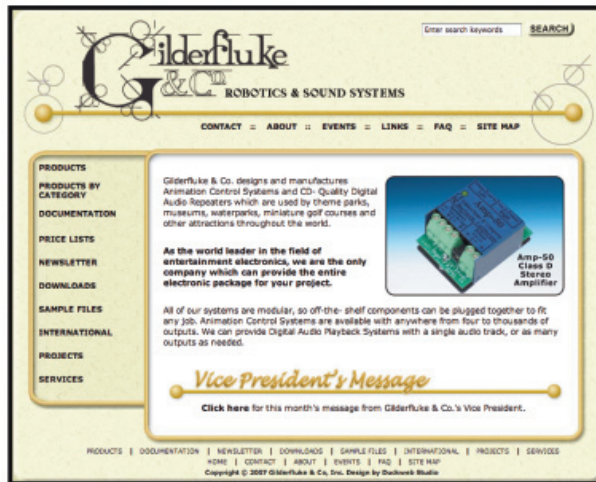 Gilderfluke
& Co
ROBOTICS & SOUND SYSTEMS
Enter search keywords
SEARCH
CONTACT :: ABOUT :: EVENTS :: LINKS :: FAQ :: SITE MAP
PRODUCTS
PRODUCTS BY
CATEGORY
DOCUMENTATION
PRICE LISTS
NEWSLETTER
DOWNLOADS
SAMPLE FILES
INTERNATIONAL
PROJECTS
SERVICES
Gilderfluke & Co. designs and manufactures
Animation Control Systems and CD- Quality Digital
Audio Repeaters which are used by theme parks,
museums, waterparks, miniature golf courses and
other attractions throughout the world.
As the world leader in the field of
entertainment electronics, we are the only
company which can provide the entire
electronic package for your project.
Amp-50
Class D
Stereo
Amplifier
All of our systems are modular, so off-the- shelf components can be plugged together to fit
any job. Animation Control Systems are available with anywhere from four to thousands of
outputs. We can provide Digital Audio Playback Systems with a single audio track, or as many
outputs as needed.
Vice President's Message
Click here for this month's message from Gilderfluke & Co.'s Vice President.
PRODUCTS | DOCUMENTATION | NEWSLETTER | DOWNLOADS | SAMPLE FILES | INTERNATIONAL | PROJECTS | SERVICES
HOME | CONTACT | ABOUT | EVENTS | FAQ | SITE MAP
Copyright © 2007 Gilderfluke & Co, Inc. Design by Duckweb Studio